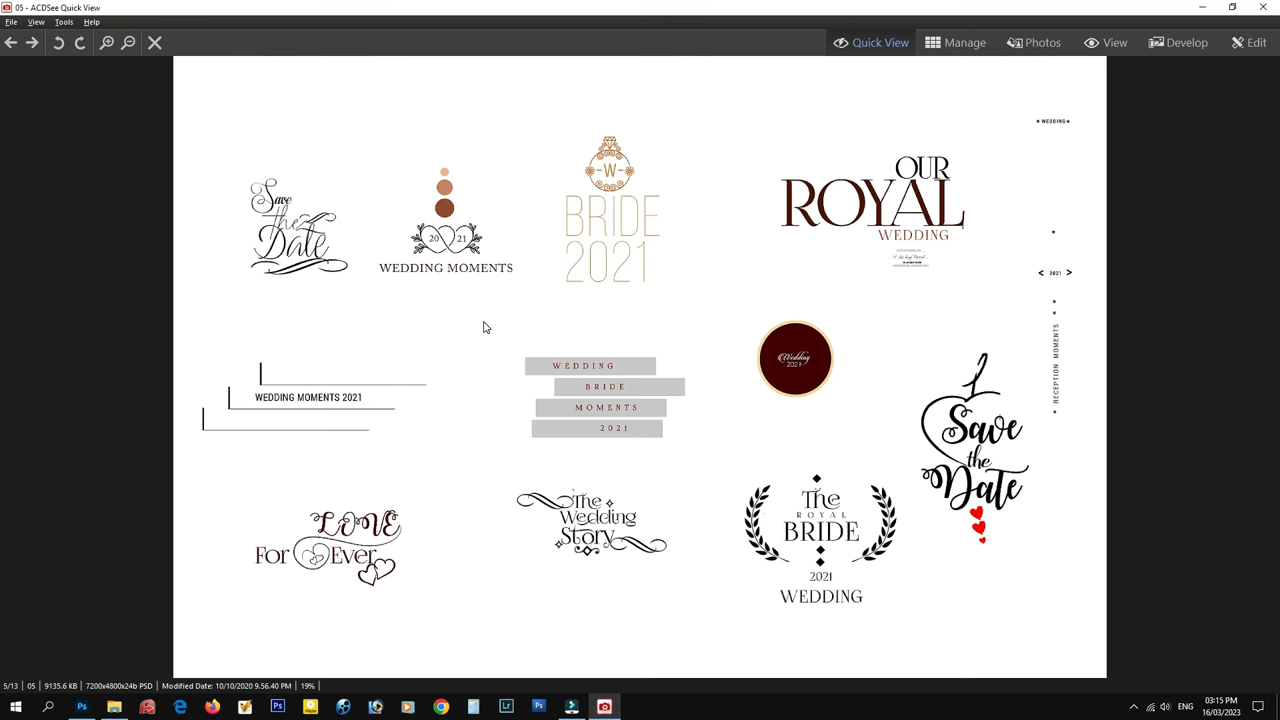 05 - ACDSee Quick View
File View Tools Help
Quick View Manage Photos View Develop Edit
WEDDING
Save
the
Date
20 21
WEDDING MOMENTS
W
BRIDE
2021
OUR
ROYAL
WEDDING
< 2021 >
RECEPTION MOMENTS
WEDDING MOMENTS 2021
WEDDING
BRIDE
MOMENTS
2021
Wedding
2021
Save
the
Date
LOVE
For Ever
The
Wedding
Story
The
ROYAL
BRIDE
2021
WEDDING
5/13 05 9135.6 KB 7200x4800x24b PSD Modified Date: 10/10/2020 9.56.40 PM 19%
ENG
03:15 PM
16/03/2023